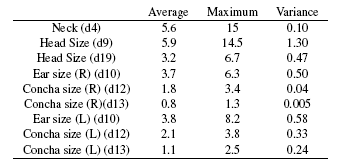 Average Maximum Variance
Neck (d4) 5.6 15 0.10
Head Size (d9) 5.9 14.5 1.30
Head Size (d19) 3.2 6.7 0.47
Ear size (R) (d10) 3.7 6.3 0.50
Concha size (R) (d12) 1.8 3.4 0.04
Concha size (R)(d13) 0.8 1.3 0.005
Ear size (L) (d10) 3.8 8.2 0.58
Concha size (L) (d12) 2.1 3.8 0.33
Concha size (L) (d13) 1.1 2.5 0.24